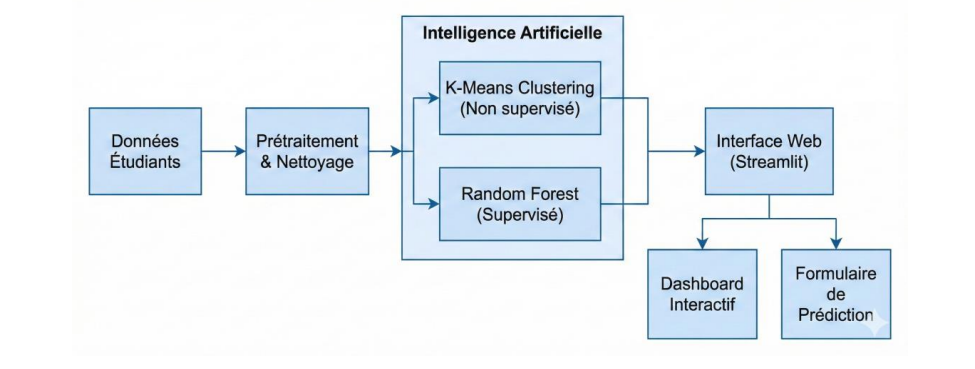 Intelligence Artificielle
K-Means Clustering
(Non supervisé)
Données
Étudiants
Prétraitement
& Nettoyage
Random Forest
(Supervisé)
Interface Web
(Streamlit)
Dashboard
Interactif
Formulaire
de
Prédiction